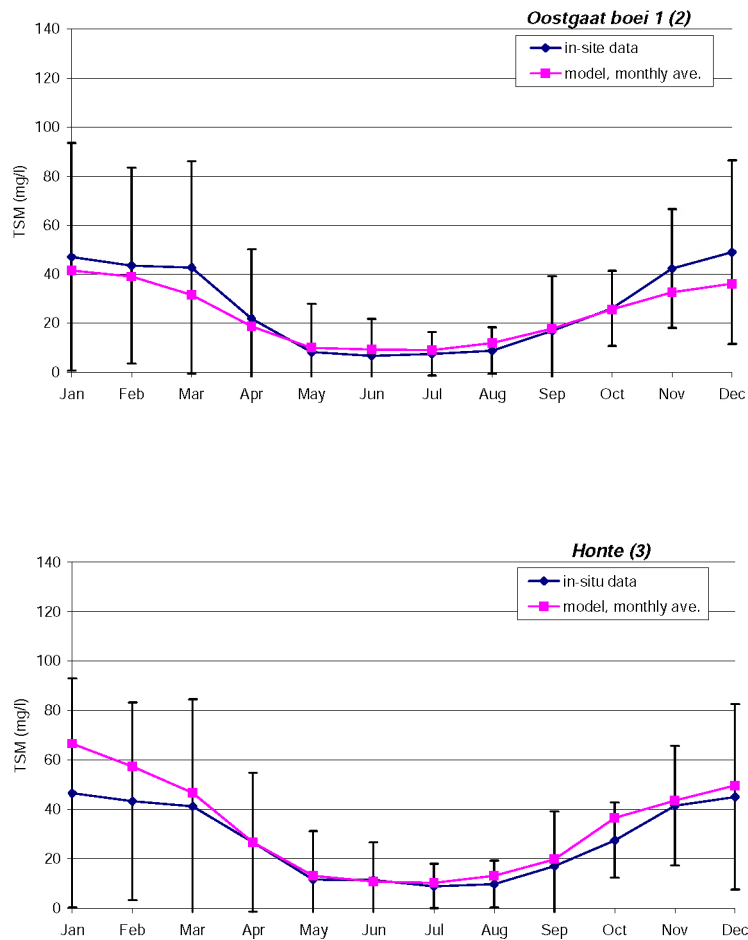 Oostgaat boei 1 (2)
in-site data
model, monthly ave.
TSM (mg/l)
140
120
100
80
60
40
20
0
Jan Feb Mar Apr May Jun Jul Aug Sep Oct Nov Dec
Honte (3)
in-situ data
model, monthly ave.
TSM (mg/l)
140
120
100
80
60
40
20
0
Jan Feb Mar Apr May Jun Jul Aug Sep Oct Nov Dec